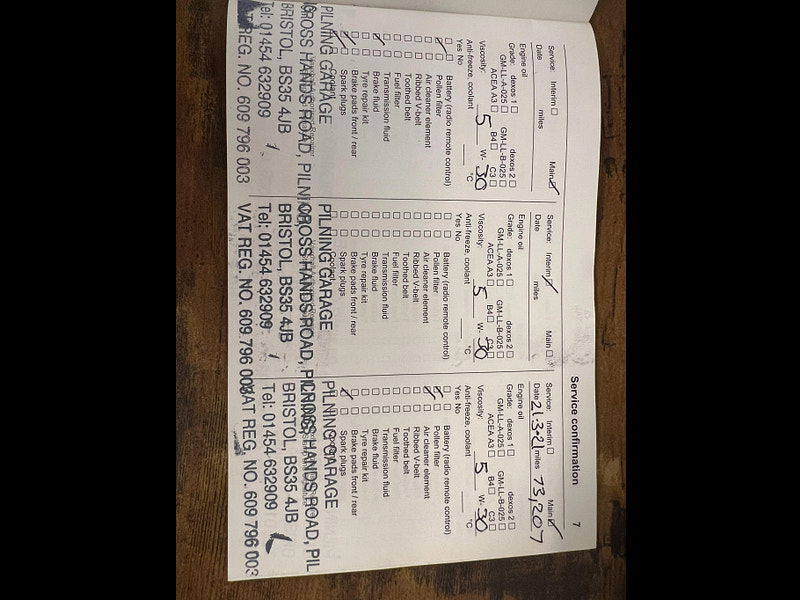 Service confirmation 7
Service: Interim ☐ Main ☑
Date miles
Engine oil
Grade: dexos 1 ☐ dexos 2 ☐
GM-LL-A-025 ☐ GM-LL-B-025 ☐
ACEA A3 ☐ B4 ☐ C3 ☐
Viscosity: 5 W- 30
Anti-freeze, coolant °C
Yes No
Battery (radio remote control)
Pollen filter
Air cleaner element
Ribbed V-belt
Toothed belt
Fuel filter
Transmission fluid
Brake fluid
Tyre repair kit
Brake pads front / rear
Spark plugs
PILNING GARAGE
CROSS HANDS ROAD, PILNING
BRISTOL, BS35 4JB
Tel: 01454 632909
VAT REG. NO. 609 796 003
Service: Interim ☑ Main ☐
Date miles
Engine oil
Grade: dexos 1 ☐ dexos 2 ☐
GM-LL-A-025 ☐ GM-LL-B-025 ☐
ACEA A3 ☐ B4 ☐ C3 ☐
Viscosity: 5 W- 30
Anti-freeze, coolant °C
Yes No
Battery (radio remote control)
Pollen filter
Air cleaner element
Ribbed V-belt
Toothed belt
Fuel filter
Transmission fluid
Brake fluid
Tyre repair kit
Brake pads front / rear
Spark plugs
PILNING GARAGE
CROSS HANDS ROAD, PILNING
BRISTOL, BS35 4JB
Tel: 01454 632909
VAT REG. NO. 609 796 003
Service: Interim ☐ Main ☑
Date 2.3.21 miles 73,207
Engine oil
Grade: dexos 1 ☐ dexos 2 ☐
GM-LL-A-025 ☐ GM-LL-B-025 ☐
ACEA A3 ☐ B4 ☐ C3 ☐
Viscosity: 5 W- 30
Anti-freeze, coolant °C
Yes No
Battery (radio remote control)
Pollen filter
Air cleaner element
Ribbed V-belt
Toothed belt
Fuel filter
Transmission fluid
Brake fluid
Tyre repair kit
Brake pads front / rear
Spark plugs
PILNING GARAGE
CROSS HANDS ROAD, PIL
BRISTOL, BS35 4JB
Tel: 01454 632909
VAT REG. NO. 609 796 003